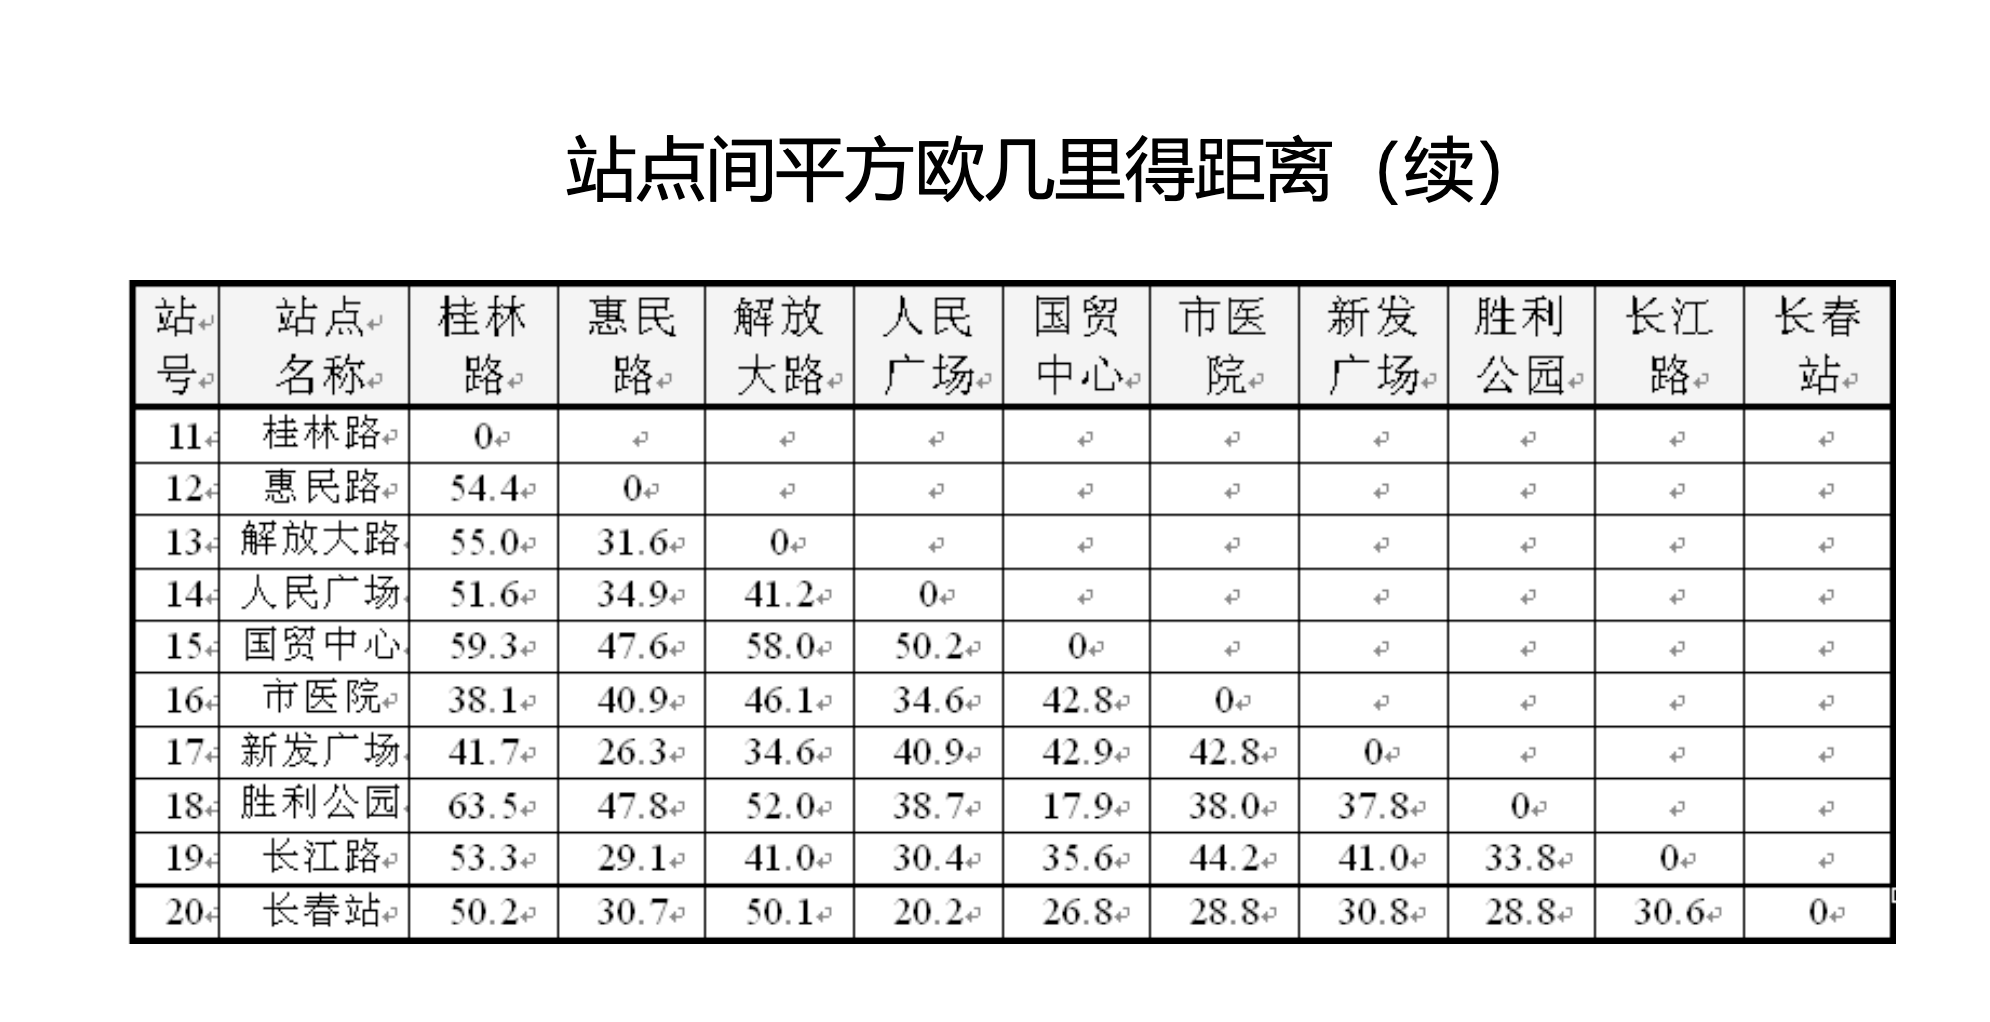 站点间平方欧几里得距离（续）
站号 站点名称 桂林路 惠民路 解放大路 人民广场 国贸中心 市医院 新发广场 胜利公园 长江路 长春站
11 桂林路 0
12 惠民路 54.4 0
13 解放大路 55.0 31.6 0
14 人民广场 51.6 34.9 41.2 0
15 国贸中心 59.3 47.6 58.0 50.2 0
16 市医院 38.1 40.9 46.1 34.6 42.8 0
17 新发广场 41.7 26.3 34.6 40.9 42.9 42.8 0
18 胜利公园 63.5 47.8 52.0 38.7 17.9 38.0 37.8 0
19 长江路 53.3 29.1 41.0 30.4 35.6 44.2 41.0 33.8 0
20 长春站 50.2 30.7 50.1 20.2 26.8 28.8 30.8 28.8 30.6 0